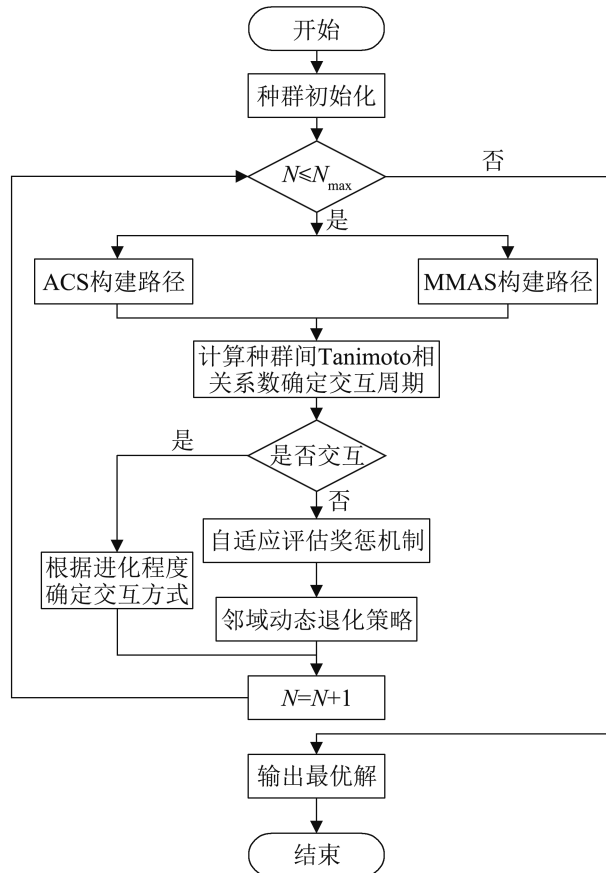 开始
种群初始化
N≤N_max
否
是
ACS构建路径
MMAS构建路径
计算种群间Tanimoto相
关系数确定交互周期
是
是否交互
否
自适应评估奖惩机制
根据进化程度
确定交互方式
邻域动态退化策略
N=N+1
输出最优解
结束